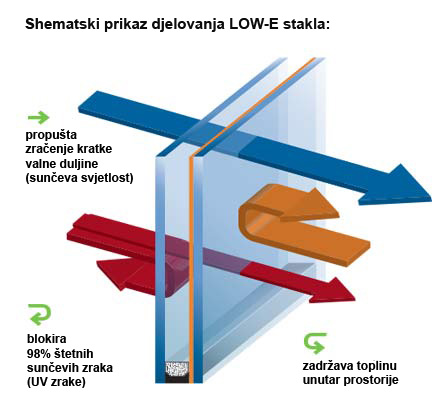 Shematski prikaz djelovanja LOW-E stakla:
propušta
zračenje kratke
valne duljine
(sunčeva svjetlost)
blokira
98% štetnih
sunčevih zraka
(UV zrake)
zadržava toplinu
unutar prostorije